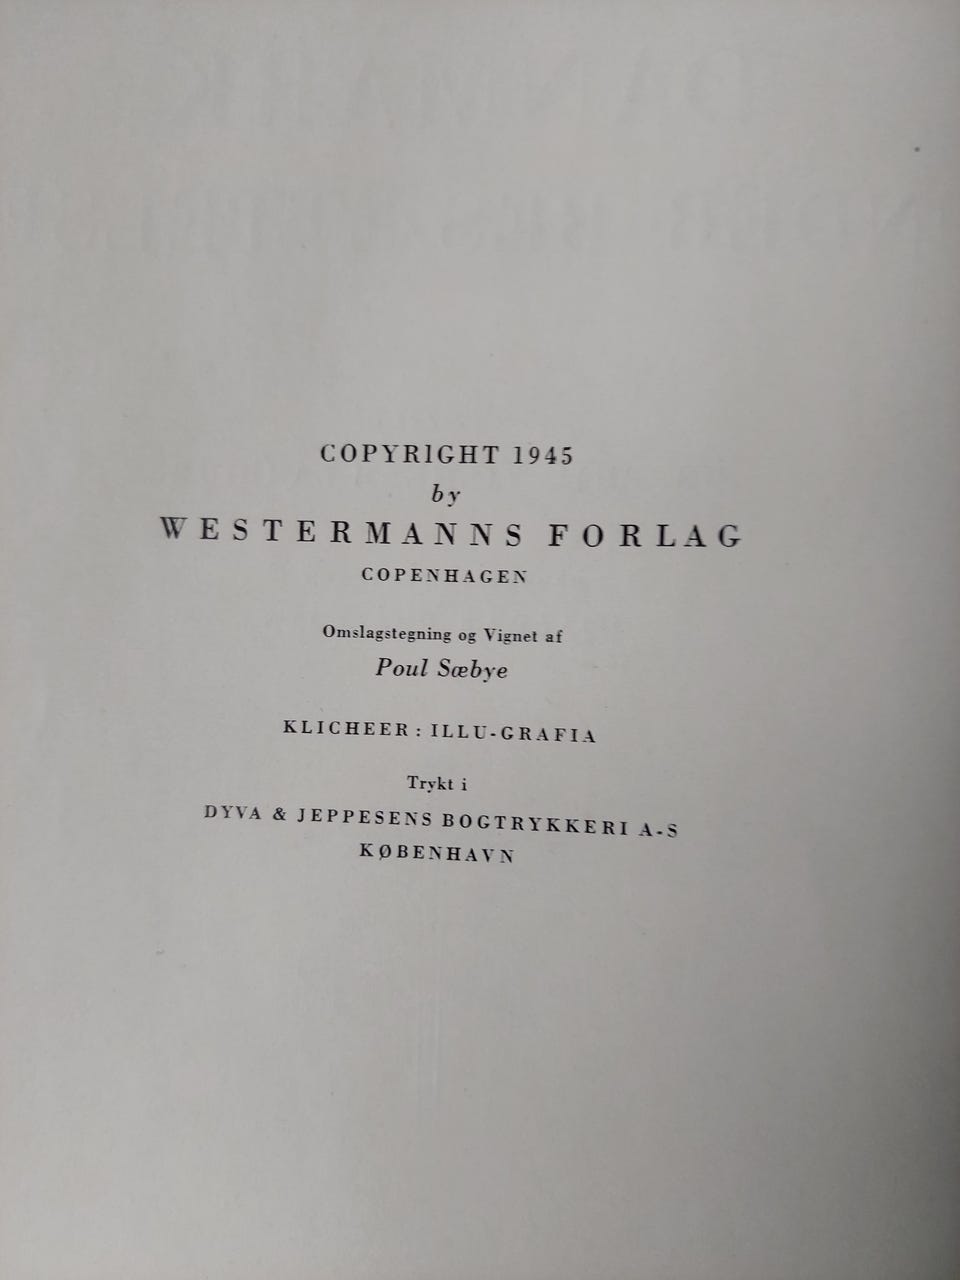 COPYRIGHT 1945
by
WESTERMANNS FORLAG
COPENHAGEN
Omslagstegning og Vignet af
Poul Sæbye
KLICHEER: ILLU-GRAFIA
Trykt i
DYVA & JEPPESENS BOGTRYKKERI A-S
KØBENHAVN